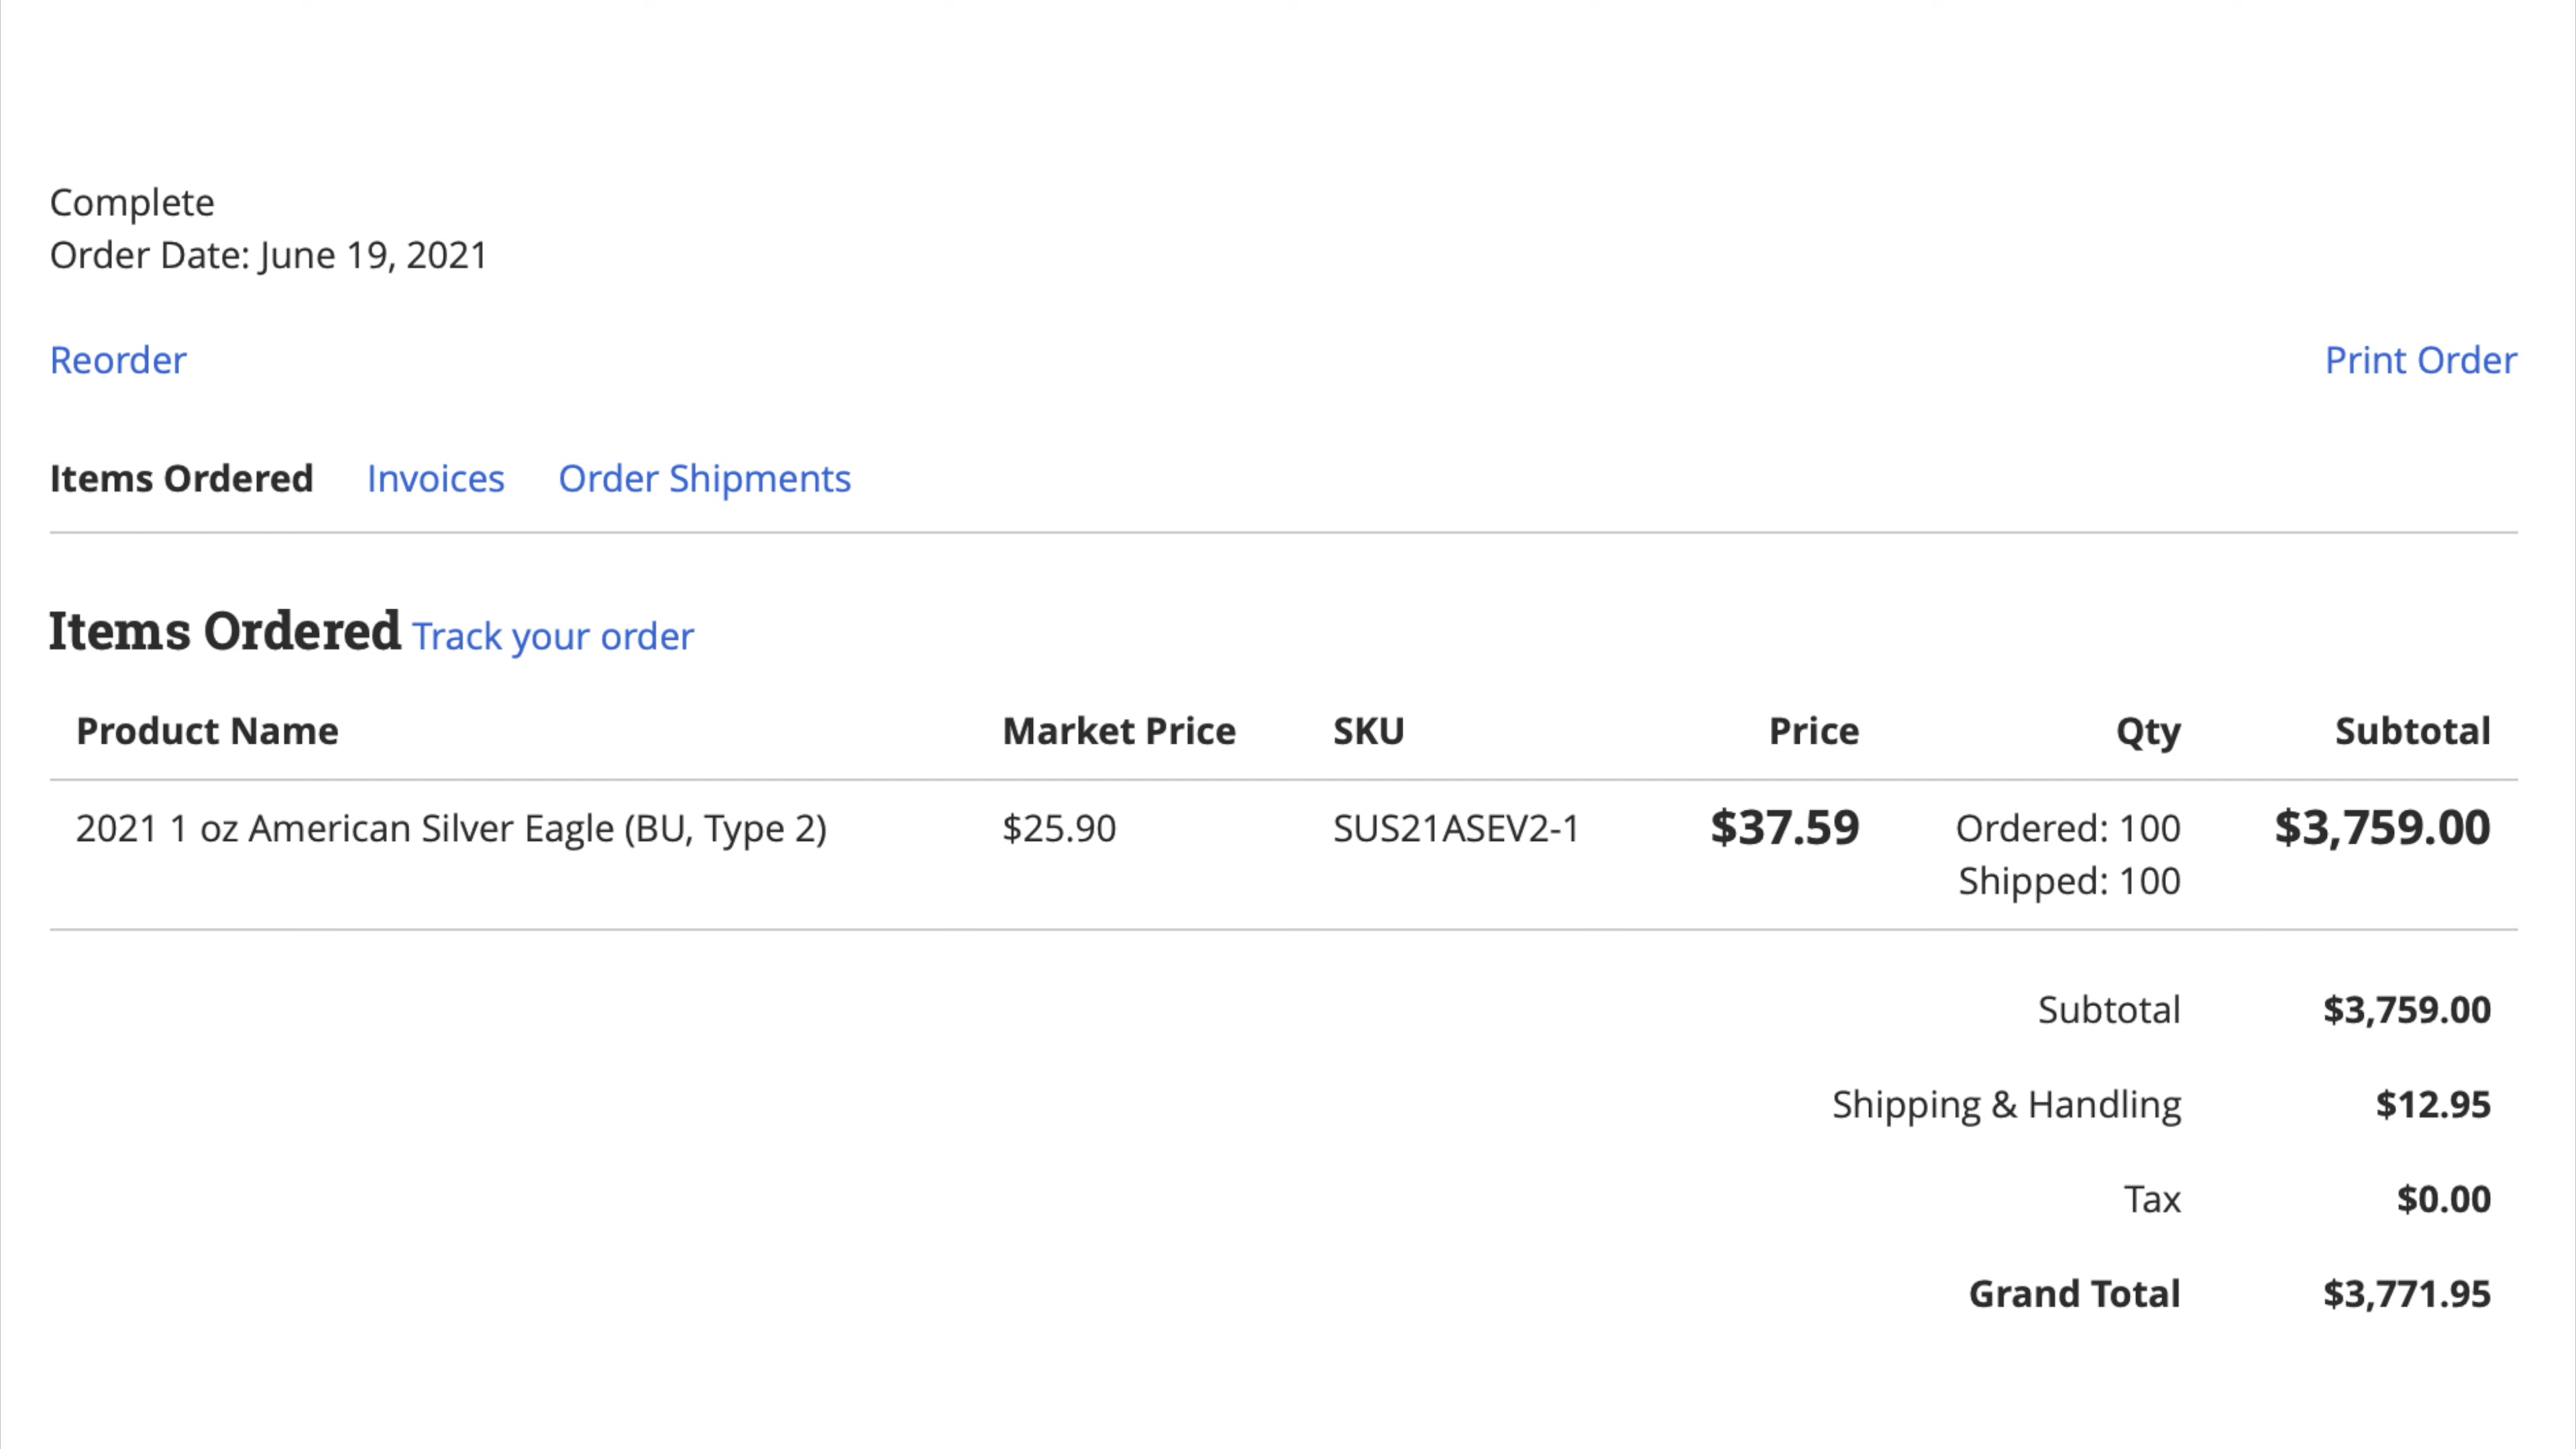 Complete
Order Date: June 19, 2021
Reorder
Print Order
Items Ordered Invoices Order Shipments
Items Ordered Track your order
Product Name Market Price SKU Price Qty Subtotal
2021 1 oz American Silver Eagle (BU, Type 2) $25.90 SUS21ASEV2-1 $37.59 Ordered: 100 $3,759.00
Shipped: 100
Subtotal $3,759.00
Shipping & Handling $12.95
Tax $0.00
Grand Total $3,771.95